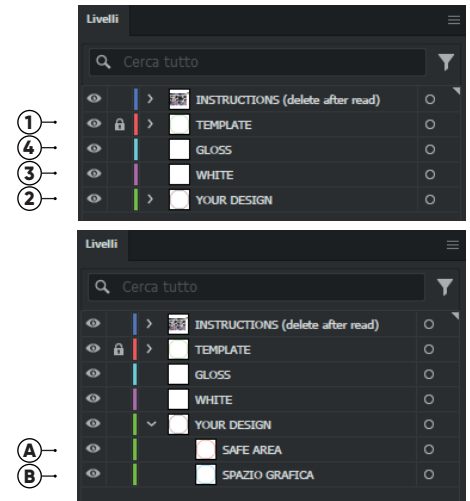 Livelli
Cerca tutto
INSTRUCTIONS (delete after read)
1 TEMPLATE
4 GLOSS
3 WHITE
2 YOUR DESIGN
Livelli
Cerca tutto
INSTRUCTIONS (delete after read)
TEMPLATE
GLOSS
WHITE
YOUR DESIGN
A SAFE AREA
B SPAZIO GRAFICA